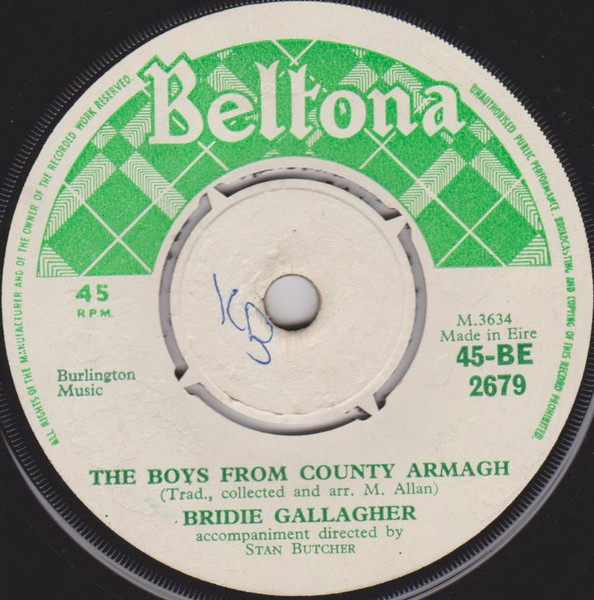 Beltona
ALL RIGHTS OF THE MANUFACTURER AND OF THE OWNER OF THE RECORDED WORK RESERVED.
UNAUTHORISED PUBLIC PERFORMANCE, BROADCASTING AND COPYING OF THIS RECORD PROHIBITED.
45
R.P.M.
Burlington
Music
M.3634
Made in Eire
45-BE
2679
THE BOYS FROM COUNTY ARMAGH
(Trad., collected and arr. M. Allan)
BRIDIE GALLAGHER
accompaniment directed by
STAN BUTCHER